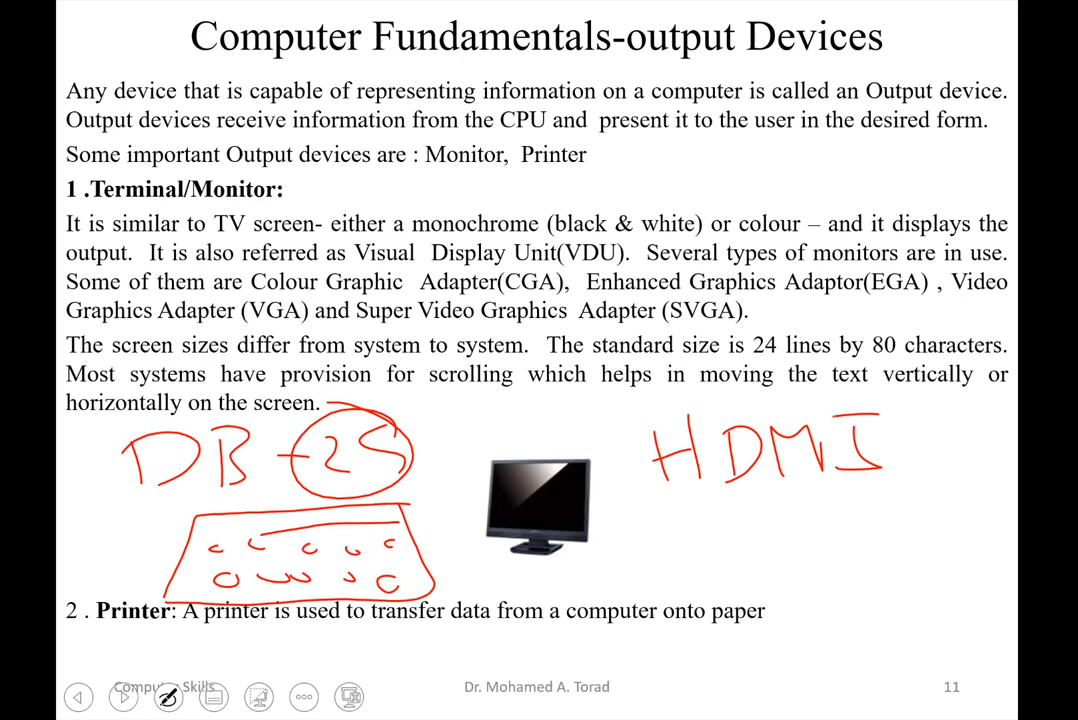 Computer Fundamentals-output Devices
Any device that is capable of representing information on a computer is called an Output device.
Output devices receive information from the CPU and present it to the user in the desired form.
Some important Output devices are : Monitor, Printer
1 .Terminal/Monitor:
It is similar to TV screen- either a monochrome (black & white) or colour – and it displays the
output. It is also referred as Visual Display Unit(VDU). Several types of monitors are in use.
Some of them are Colour Graphic Adapter(CGA), Enhanced Graphics Adaptor(EGA) , Video
Graphics Adapter (VGA) and Super Video Graphics Adapter (SVGA).
The screen sizes differ from system to system. The standard size is 24 lines by 80 characters.
Most systems have provision for scrolling which helps in moving the text vertically or
horizontally on the screen.
DB-25 HDMI
2 . Printer: A printer is used to transfer data from a computer onto paper
Computer Skills Dr. Mohamed A. Torad 11